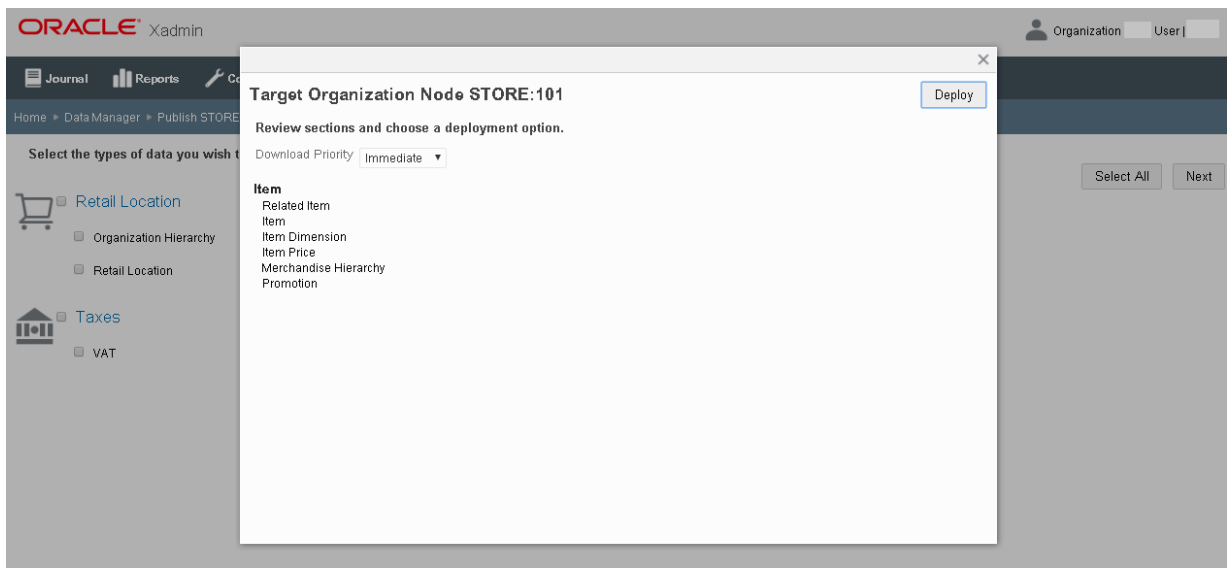 ORACLE® Xadmin
Organization User |
Journal Reports Co
Home Data Manager Publish STORE
Select the types of data you wish t
Select All Next
Retail Location
Organization Hierarchy
Retail Location
Taxes
VAT
Target Organization Node STORE:101
Deploy
Review sections and choose a deployment option.
Download Priority Immediate
Item
Related Item
Item
Item Dimension
Item Price
Merchandise Hierarchy
Promotion